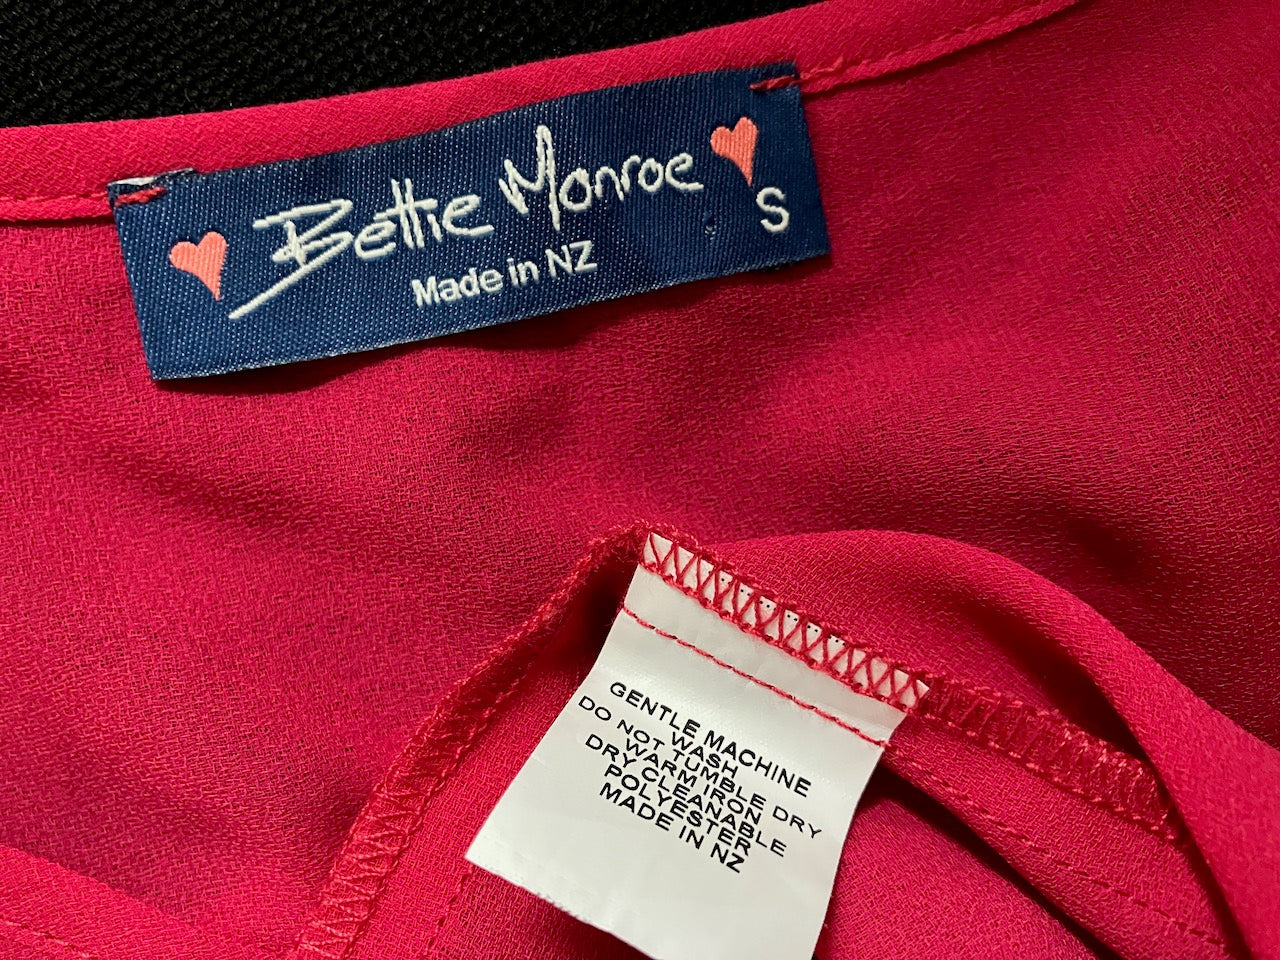 Bettie Monroe
Made in NZ
S
GENTLE MACHINE
WASH
DO NOT TUMBLE DRY
WARM IRON
DRY CLEANABLE
POLYESTER
MADE IN NZ